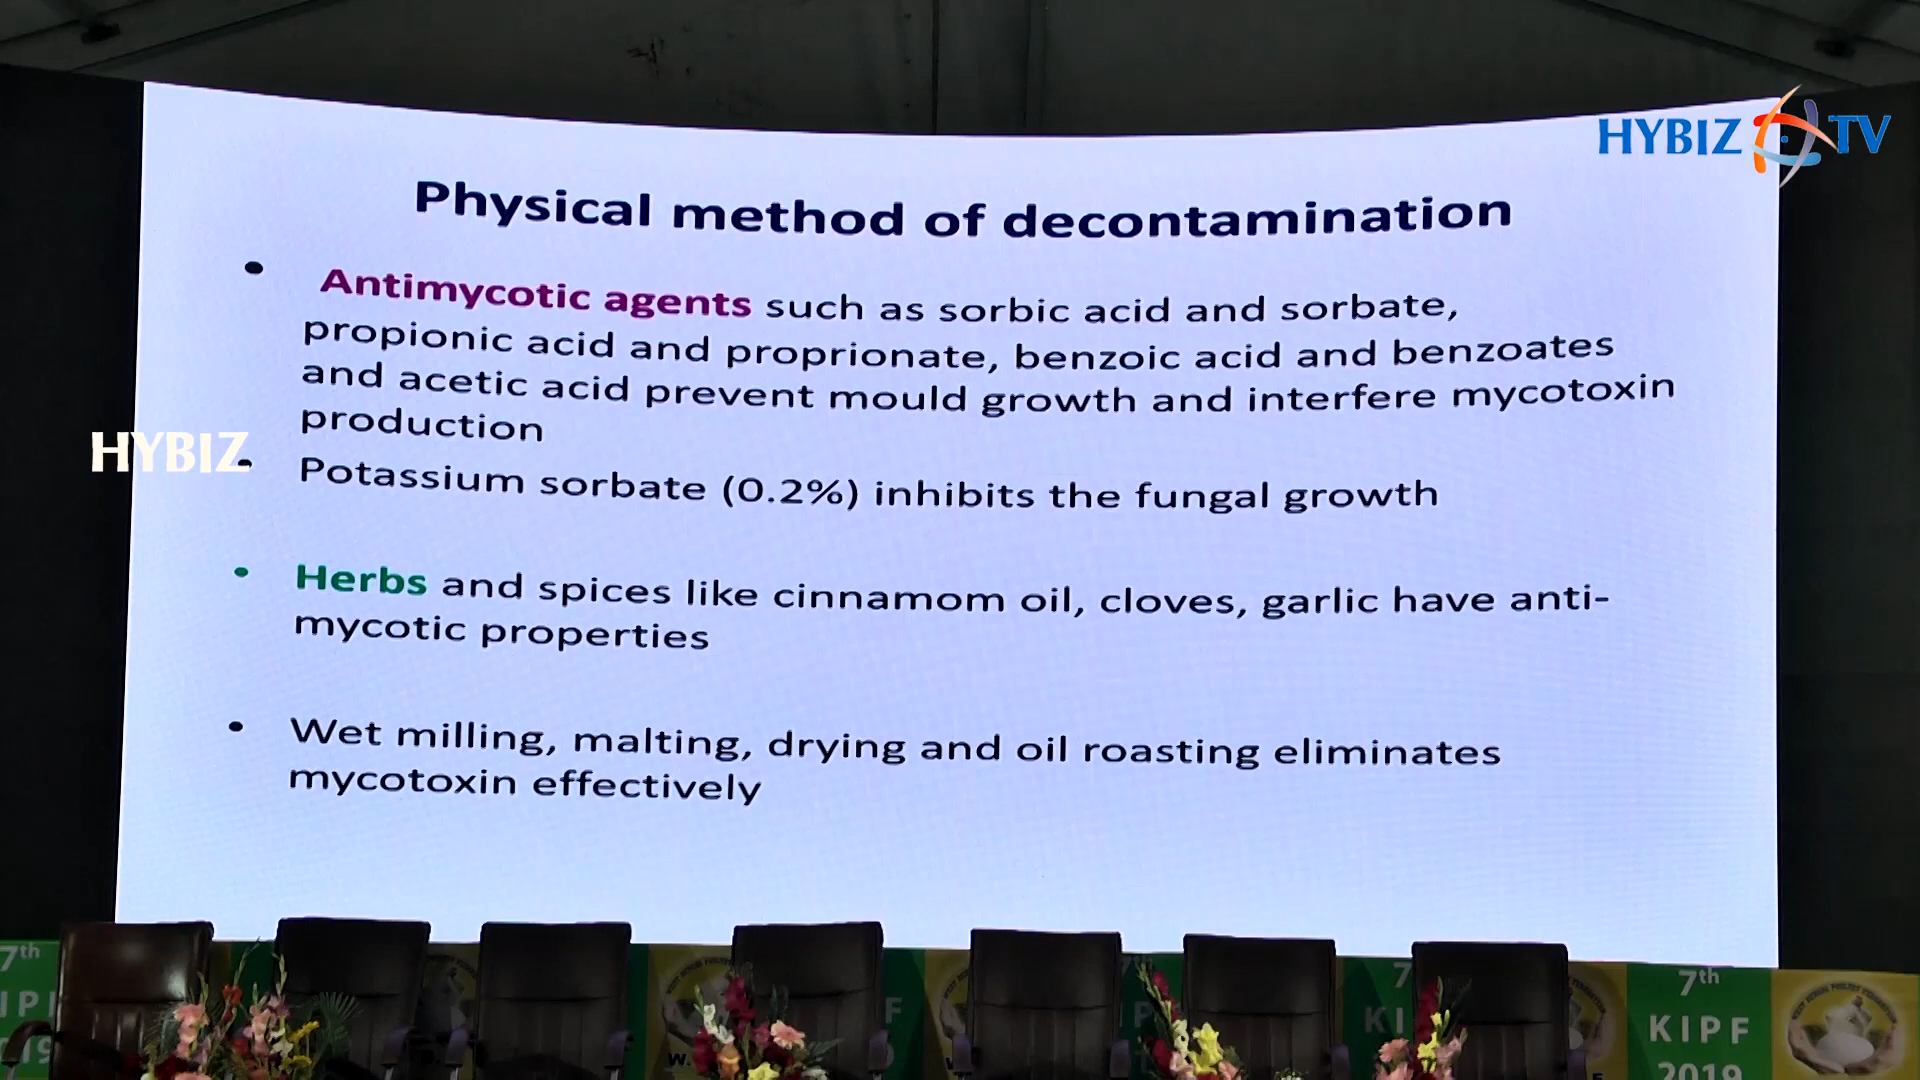 HYBIZ TV
Physical method of decontamination
• Antimycotic agents such as sorbic acid and sorbate,
propionic acid and proprionate, benzoic acid and benzoates
and acetic acid prevent mould growth and interfere mycotoxin
production
HYBIZ
• Potassium sorbate (0.2%) inhibits the fungal growth
• Herbs and spices like cinnamom oil, cloves, garlic have anti-
mycotic properties
• Wet milling, malting, drying and oil roasting eliminates
mycotoxin effectively
7th
KIPF
2019